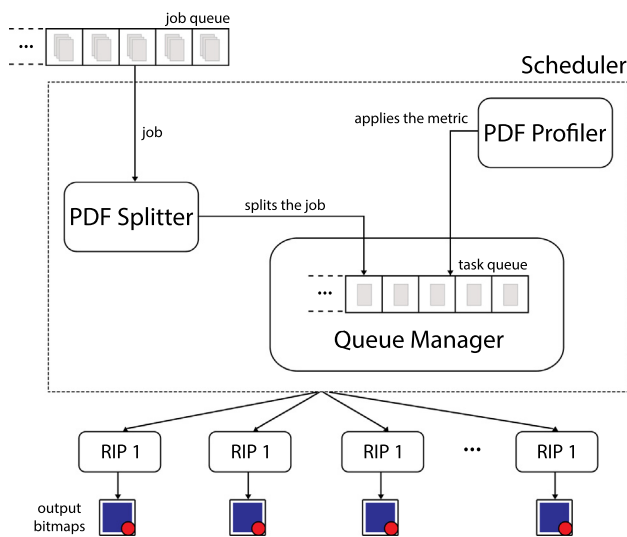 job queue
...
Scheduler
applies the metric
PDF Profiler
job
PDF Splitter
splits the job
task queue
...
Queue Manager
RIP 1
RIP 1
RIP 1
...
RIP 1
output
bitmaps